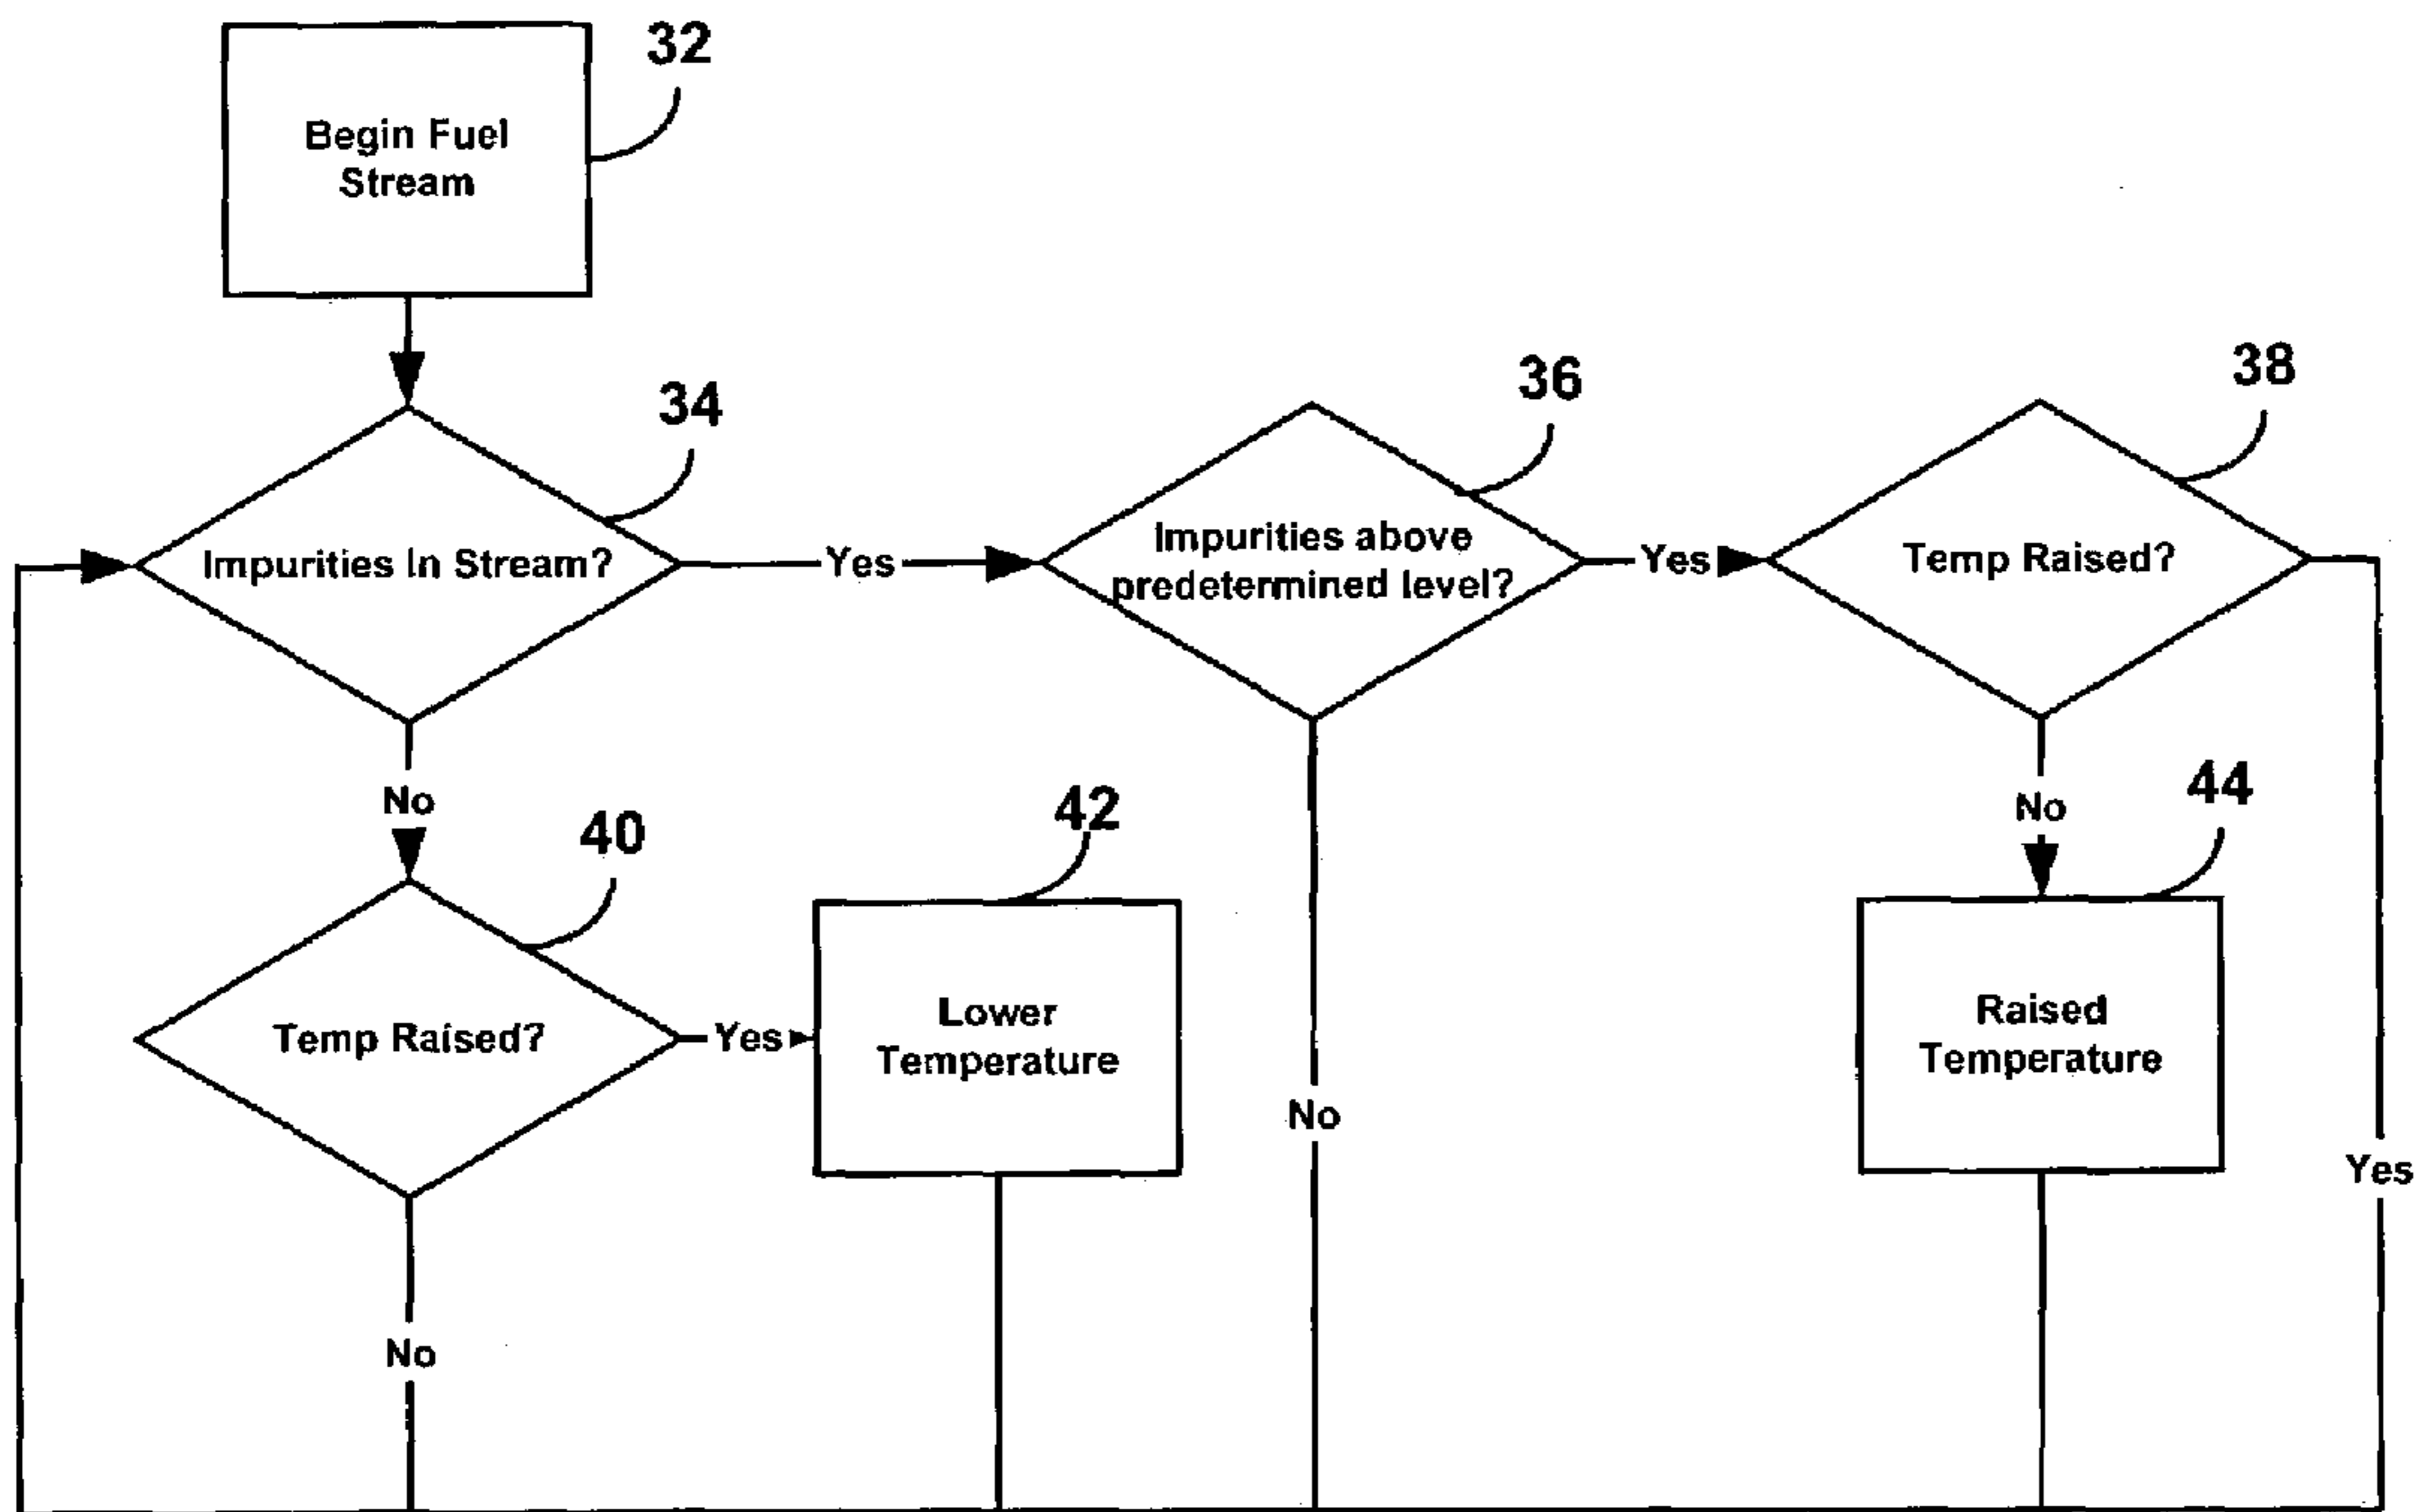 32
Begin Fuel
Stream
34
36
38
Impurities In Stream?
Yes
Impurities above
predetermined level?
Yes
Temp Raised?
No
No
40
42
44
Temp Raised?
Yes
Lower
Temperature
Raised
Temperature
No
Yes
No